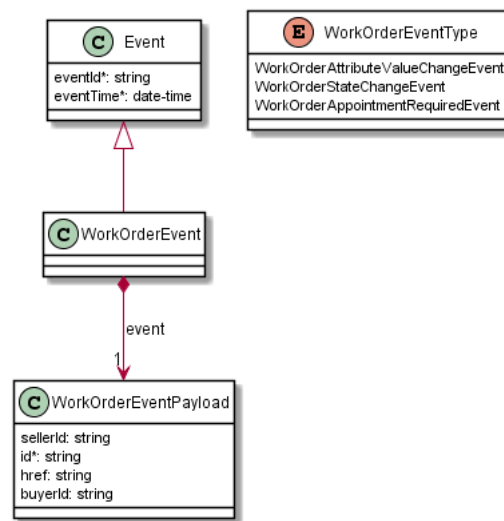 C Event
eventId*: string
eventTime*: date-time
E WorkOrderEventType
WorkOrderAttributeValueChangeEvent
WorkOrderStateChangeEvent
WorkOrderAppointmentRequiredEvent
C WorkOrderEvent
event
1
C WorkOrderEventPayload
sellerId: string
id*: string
href: string
buyerId: string